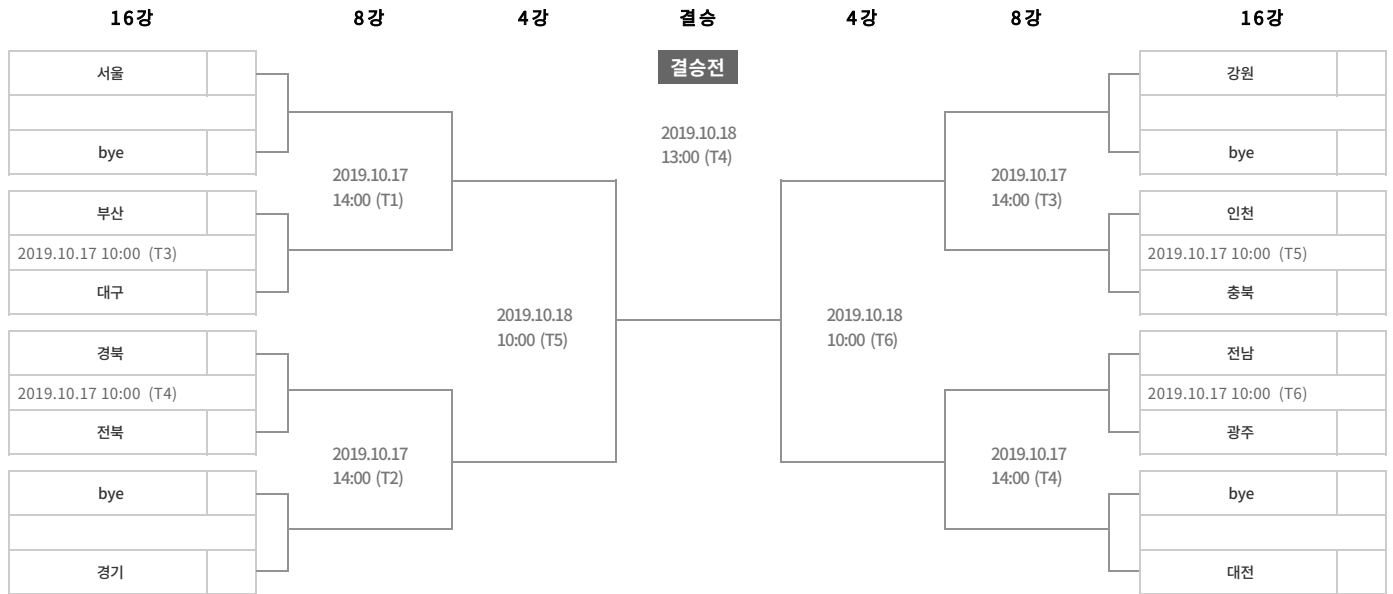 16강 8강 4강 결승 4강 8강 16강
결승전
서울
bye
부산
2019.10.17 10:00 (T3)
대구
경북
2019.10.17 10:00 (T4)
전북
bye
경기
2019.10.17
14:00 (T1)
2019.10.17
14:00 (T2)
2019.10.18
10:00 (T5)
2019.10.18
13:00 (T4)
2019.10.18
10:00 (T6)
2019.10.17
14:00 (T3)
2019.10.17
14:00 (T4)
강원
bye
인천
2019.10.17 10:00 (T5)
충북
전남
2019.10.17 10:00 (T6)
광주
bye
대전